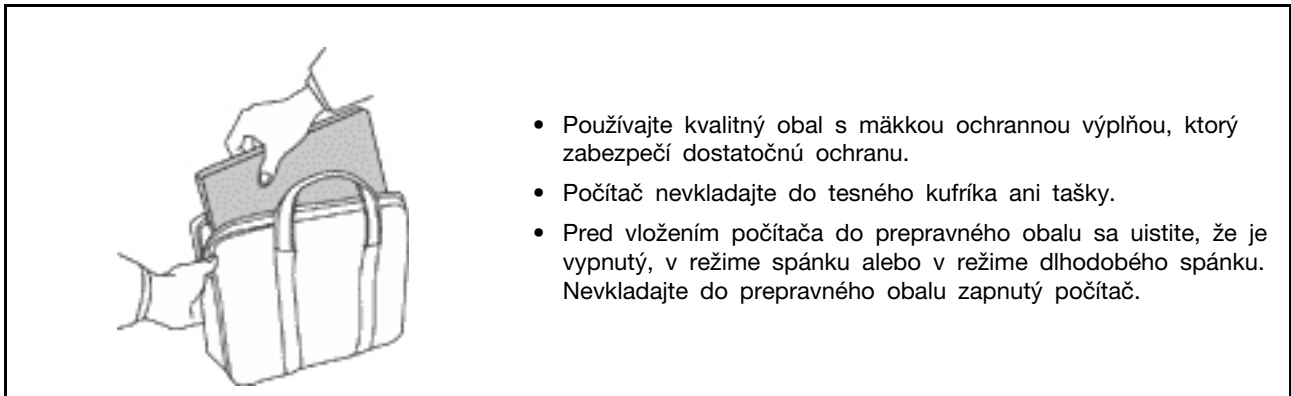 • Používajte kvalitný obal s mäkkou ochrannou výplňou, ktorý
zabezpečí dostatočnú ochranu.
• Počítač nevkladajte do tesného kufríka ani tašky.
• Pred vložením počítača do prepravného obalu sa uistite, že je
vypnutý, v režime spánku alebo v režime dlhodobého spánku.
Nevkladajte do prepravného obalu zapnutý počítač.